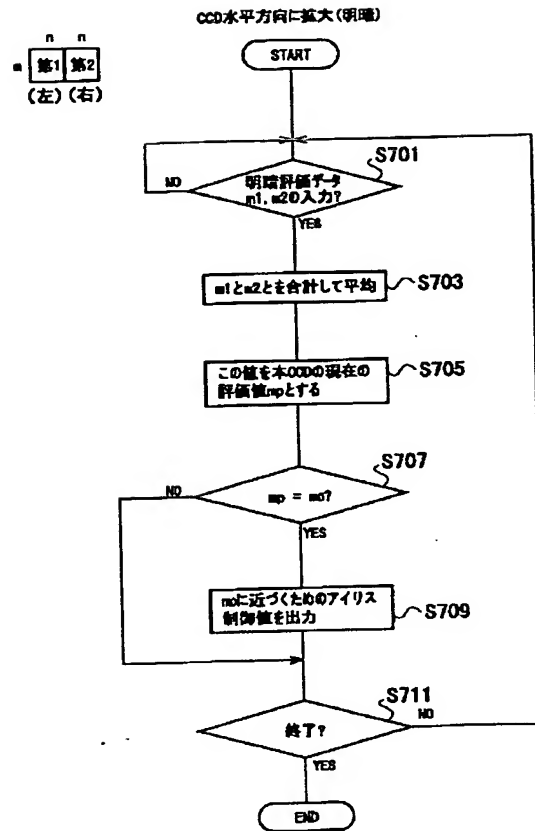 CCD水平方向に拡大(明暗)
n n
m 第1 第2
(左) (右)
START
S701
明暗評価データ
m1, m2の入力?
NO
YES
m1とm2とを合計して平均
S703
この値を本CCDの現在の
評価値mpとする
S705
S707
NO
mp = mo?
YES
moに近づくためのアイリス
制御値を出力
S709
S711
終了?
NO
YES
END